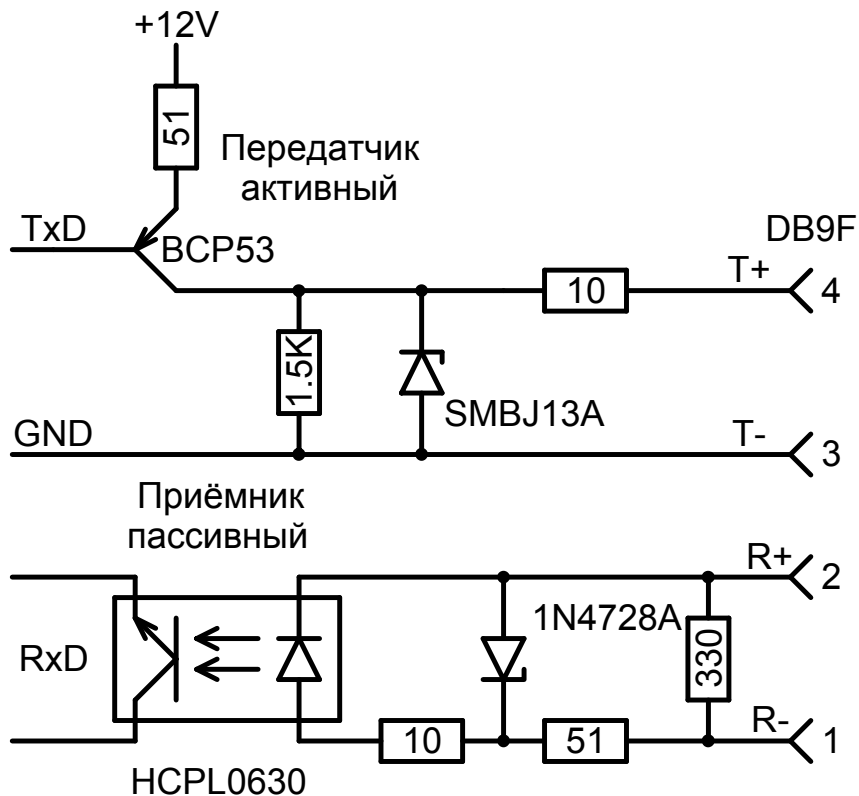 +12V
51
Передатчик
активный
TxD
BCP53
DB9F
T+
10
4
1.5K
SMBJ13A
GND
T-
3
Приёмник
пассивный
R+
2
1N4728A
RxD
330
R-
10
51
1
HCPL0630